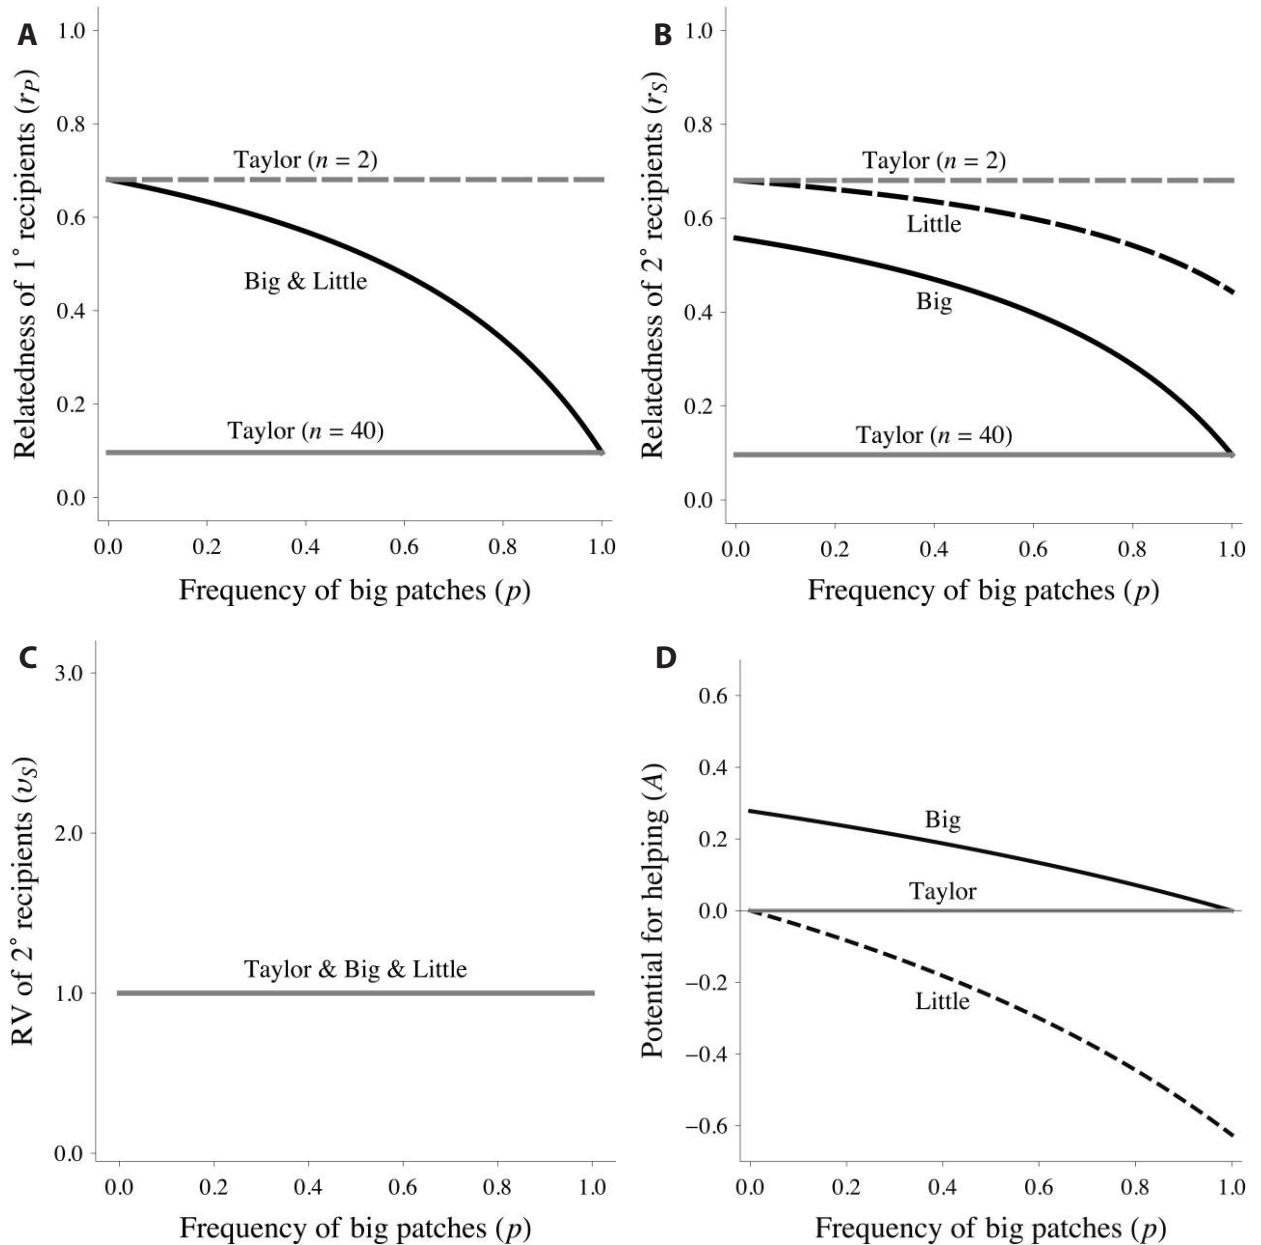 A
Relatedness of 1° recipients (rP)
1.0
0.8
0.6
0.4
0.2
0.0
Taylor (n = 2)
Big & Little
Taylor (n = 40)
0.0 0.2 0.4 0.6 0.8 1.0
Frequency of big patches (p)
B
Relatedness of 2° recipients (rS)
1.0
0.8
0.6
0.4
0.2
0.0
Taylor (n = 2)
Little
Big
Taylor (n = 40)
0.0 0.2 0.4 0.6 0.8 1.0
Frequency of big patches (p)
C
RV of 2° recipients (υS)
3.0
2.0
1.0
0.0
Taylor & Big & Little
0.0 0.2 0.4 0.6 0.8 1.0
Frequency of big patches (p)
D
Potential for helping (A)
0.6
0.4
0.2
0.0
−0.2
−0.4
−0.6
Big
Taylor
Little
0.0 0.2 0.4 0.6 0.8 1.0
Frequency of big patches (p)